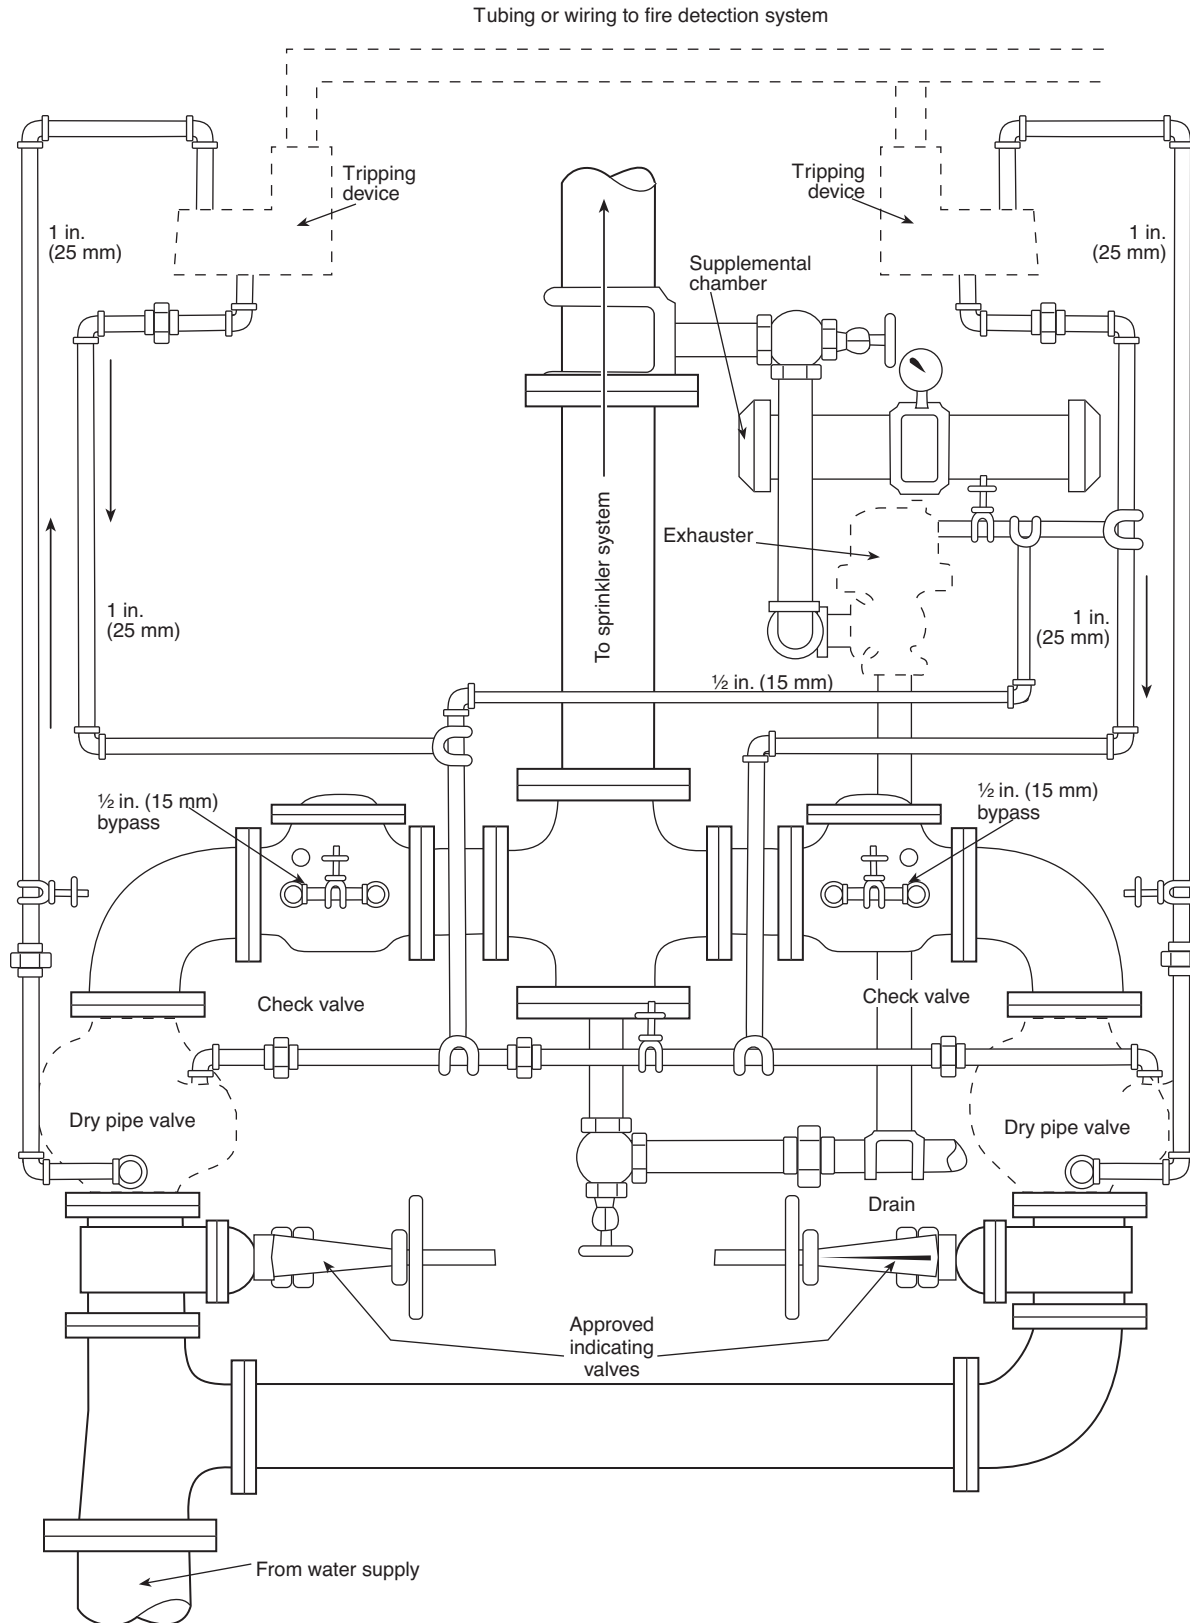 Tubing or wiring to fire detection system
Tripping
device
Tripping
device
1 in.
(25 mm)
1 in.
(25 mm)
Supplemental
chamber
To sprinkler system
Exhauster
1 in.
(25 mm)
1 in.
(25 mm)
½ in. (15 mm)
½ in. (15 mm)
bypass
½ in. (15 mm)
bypass
Check valve
Check valve
Dry pipe valve
Dry pipe valve
Drain
Approved
indicating
valves
From water supply